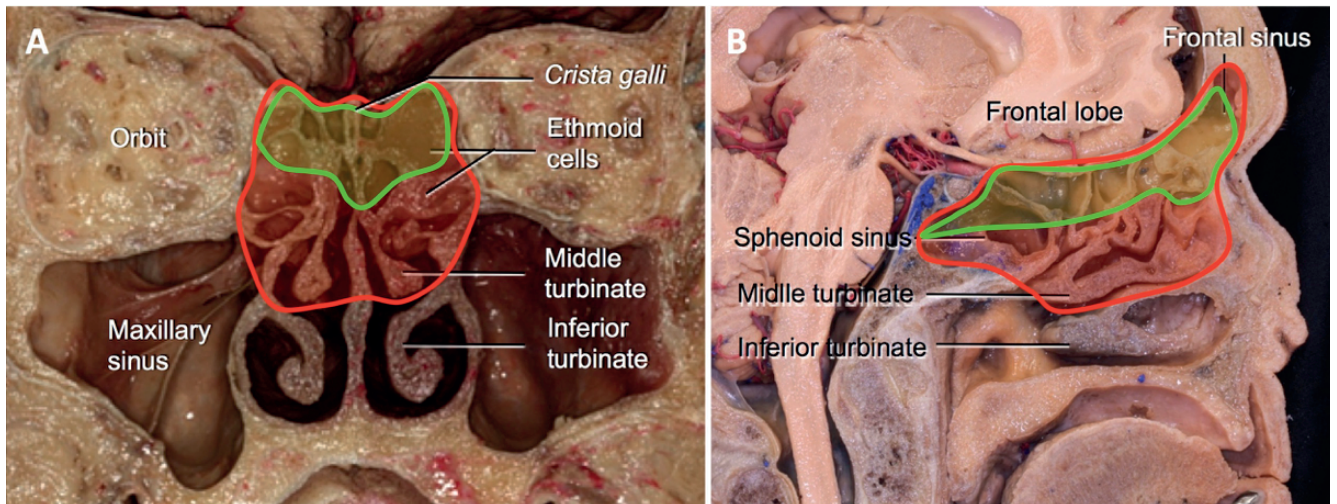 A
Crista galli
Ethmoid
cells
Orbit
Middle
turbinate
Maxillary
sinus
Inferior
turbinate
B
Frontal sinus
Frontal lobe
Sphenoid sinus
Midlle turbinate
Inferior turbinate